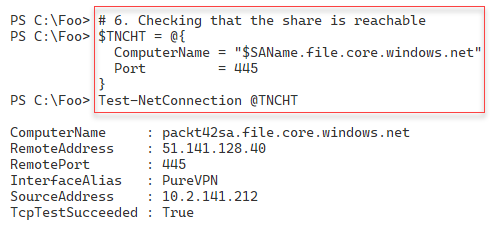 PS C:\Foo> # 6. Checking that the share is reachable
PS C:\Foo> $TNCHT = @{
ComputerName = "$SAName.file.core.windows.net"
Port         = 445
}
PS C:\Foo> Test-NetConnection @TNCHT
ComputerName     : packt42sa.file.core.windows.net
RemoteAddress    : 51.141.128.40
RemotePort       : 445
InterfaceAlias   : PureVPN
SourceAddress    : 10.2.141.212
TcpTestSucceeded : True